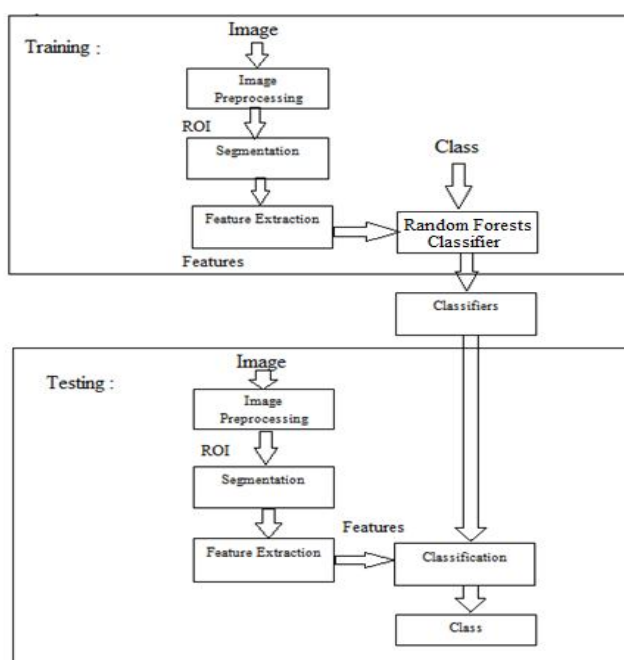 Image
Training :
Image
Preprocessing
ROI
Segmentation
Class
Feature Extraction
Random Forests
Classifier
Features
Classifiers
Image
Testing :
Image
Preprocessing
ROI
Segmentation
Features
Feature Extraction
Classification
Class